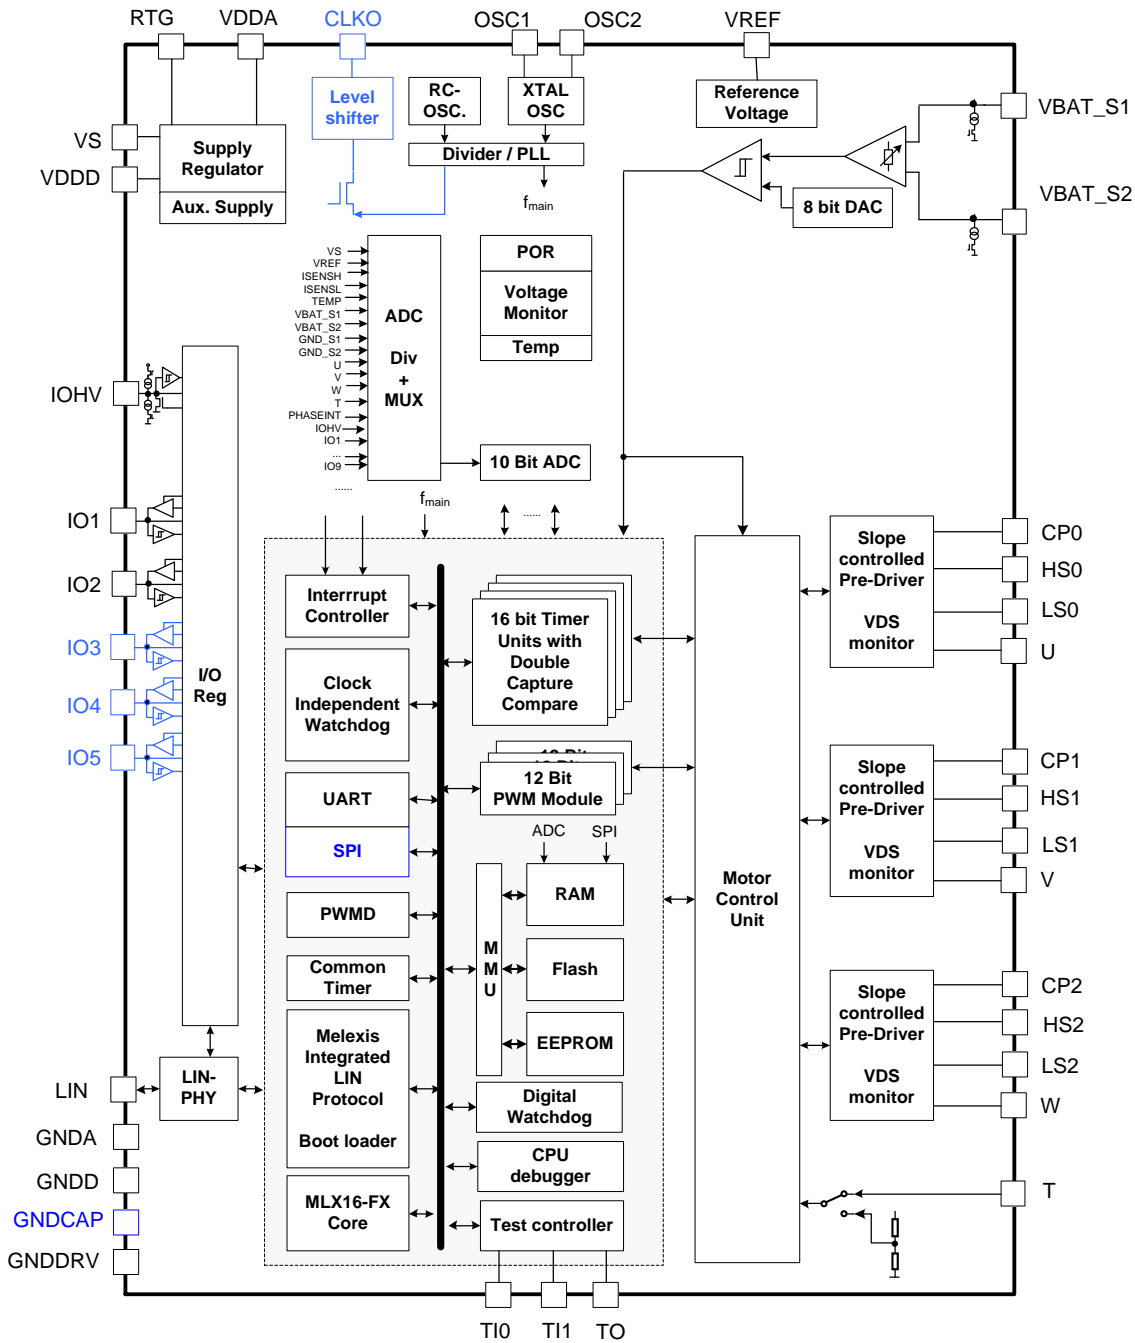 RTG
VDDA
CLKO
OSC1
OSC2
VREF
Level
shifter
RC-
OSC.
XTAL
OSC
Reference
Voltage
VBAT_S1
VS
VDDD
Supply
Regulator
Aux. Supply
Divider / PLL
fmain
8 bit DAC
VBAT_S2
VS
VREF
ISENSH
ISENSL
TEMP
VBAT_S1
VBAT_S2
GND_S1
GND_S2
U
V
W
T
PHASEINT
IOHV
IO1
...
IO9
......
ADC
Div
+
MUX
POR
Voltage
Monitor
Temp
10 Bit ADC
fmain
......
IOHV
IO1
IO2
IO3
IO4
IO5
I/O
Reg
Interrrupt
Controller
Clock
Independent
Watchdog
UART
SPI
PWMD
Common
Timer
Melexis
Integrated
LIN
Protocol
Boot loader
MLX16-FX
Core
16 bit Timer
Units with
Double
Capture
Compare
12 Bit
PWM Module
ADC
SPI
M
M
U
RAM
Flash
EEPROM
Digital
Watchdog
CPU
debugger
Test controller
Motor
Control
Unit
Slope
controlled
Pre-Driver
VDS
monitor
CP0
HS0
LS0
U
Slope
controlled
Pre-Driver
VDS
monitor
CP1
HS1
LS1
V
Slope
controlled
Pre-Driver
VDS
monitor
CP2
HS2
LS2
W
T
LIN-
PHY
LIN
GNDA
GNDD
GNDCAP
GNDDRV
TI0
TI1
TO